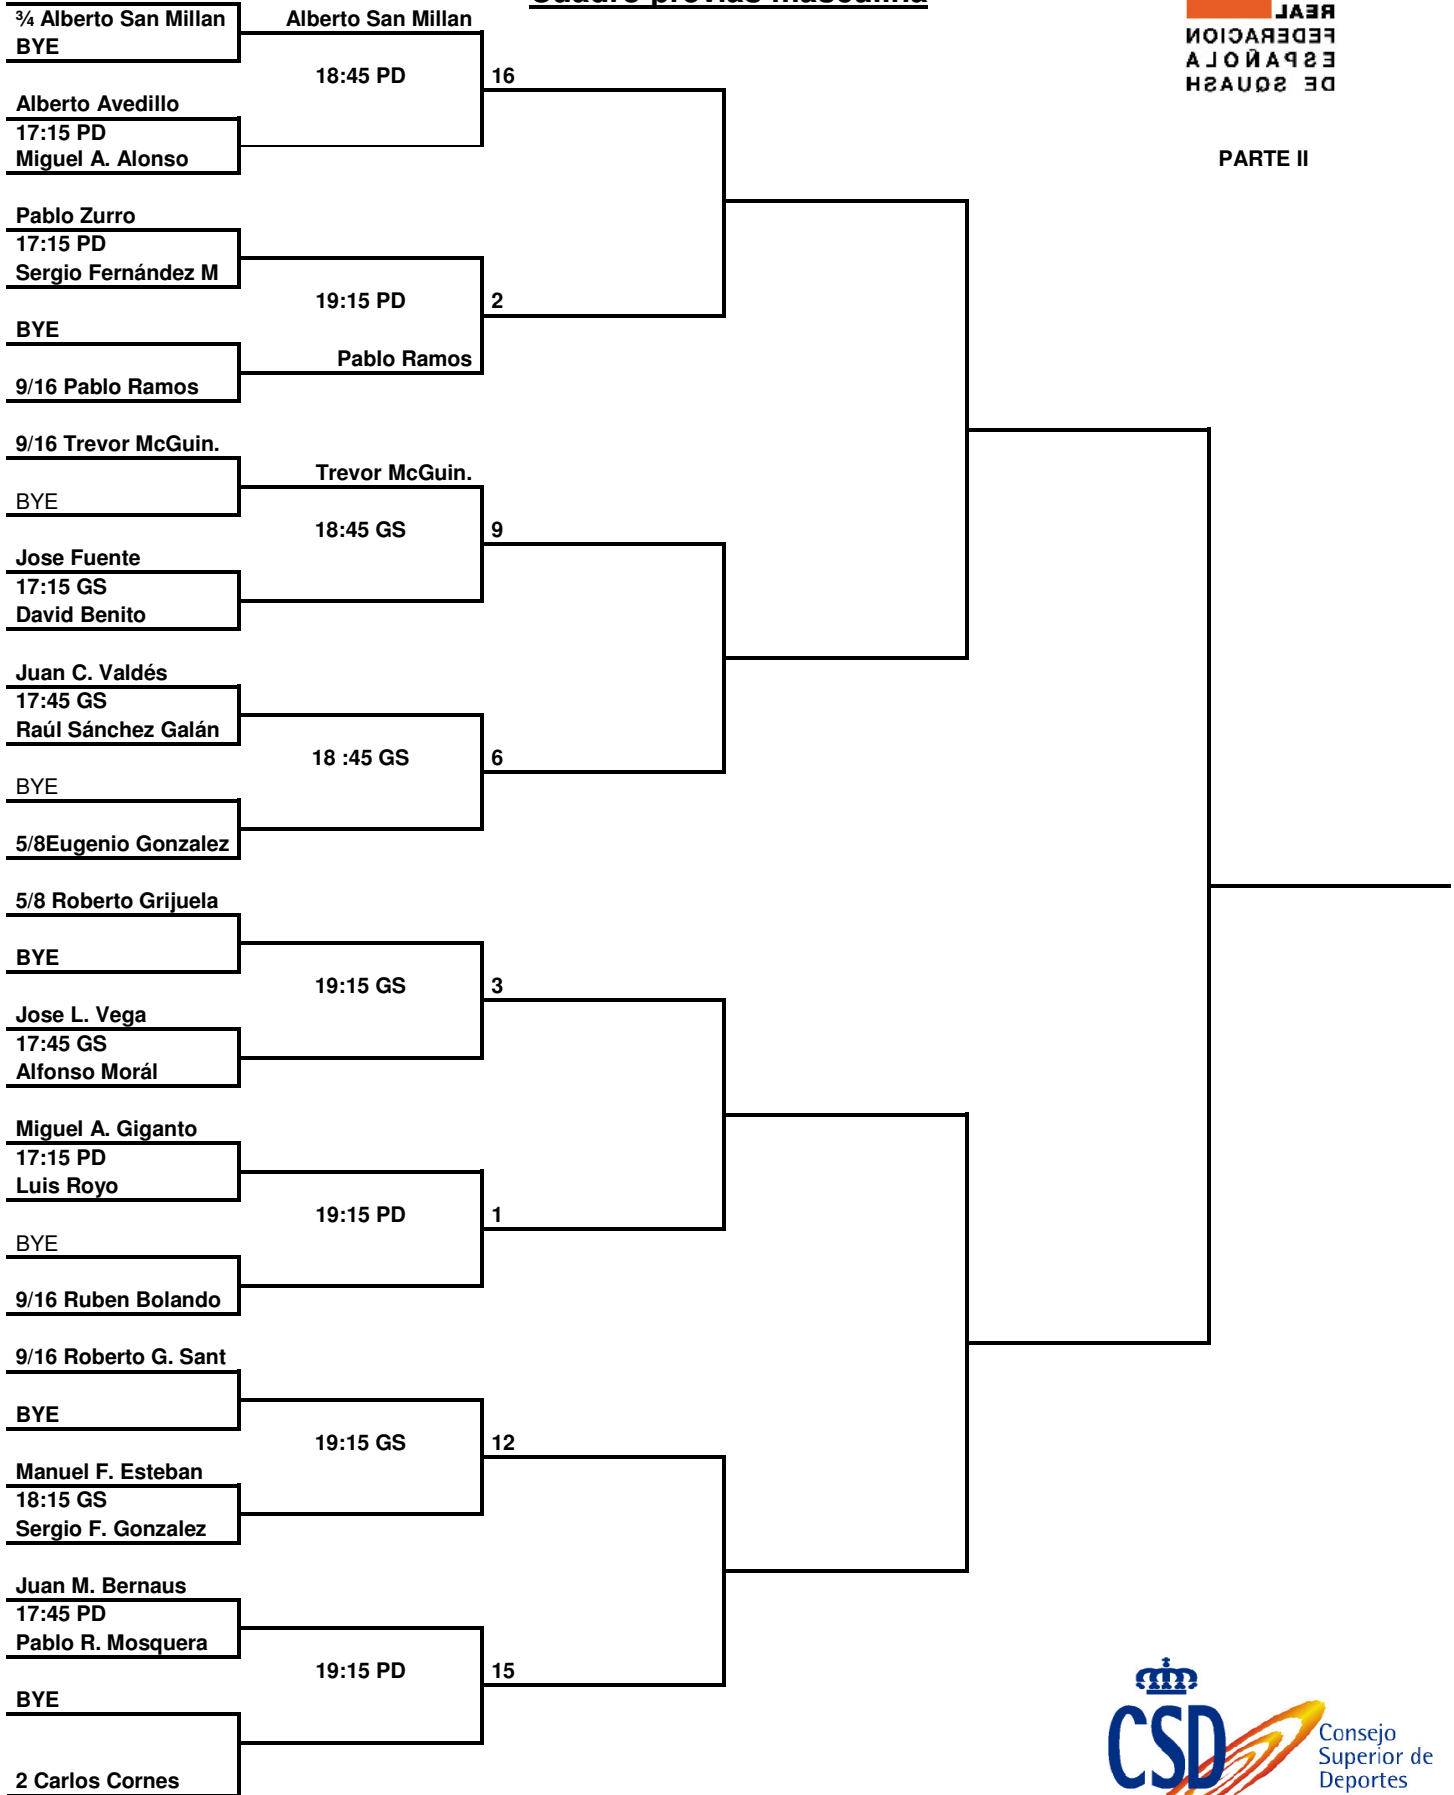 Cuadro previas masculina
REAL
FEDERACION
ESPAÑOLA
DE SQUASH
PARTE II
¾ Alberto San Millan
BYE
Alberto San Millan
18:45 PD
16
Alberto Avedillo
17:15 PD
Miguel A. Alonso
Pablo Zurro
17:15 PD
Sergio Fernández M
19:15 PD
2
BYE
Pablo Ramos
9/16 Pablo Ramos
9/16 Trevor McGuin.
Trevor McGuin.
BYE
18:45 GS
9
Jose Fuente
17:15 GS
David Benito
Juan C. Valdés
17:45 GS
Raúl Sánchez Galán
18 :45 GS
6
BYE
5/8Eugenio Gonzalez
5/8 Roberto Grijuela
BYE
19:15 GS
3
Jose L. Vega
17:45 GS
Alfonso Morál
Miguel A. Giganto
17:15 PD
Luis Royo
19:15 PD
1
BYE
9/16 Ruben Bolando
9/16 Roberto G. Sant
BYE
19:15 GS
12
Manuel F. Esteban
18:15 GS
Sergio F. Gonzalez
Juan M. Bernaus
17:45 PD
Pablo R. Mosquera
19:15 PD
15
BYE
2 Carlos Cornes
CSD
Consejo
Superior de
Deportes